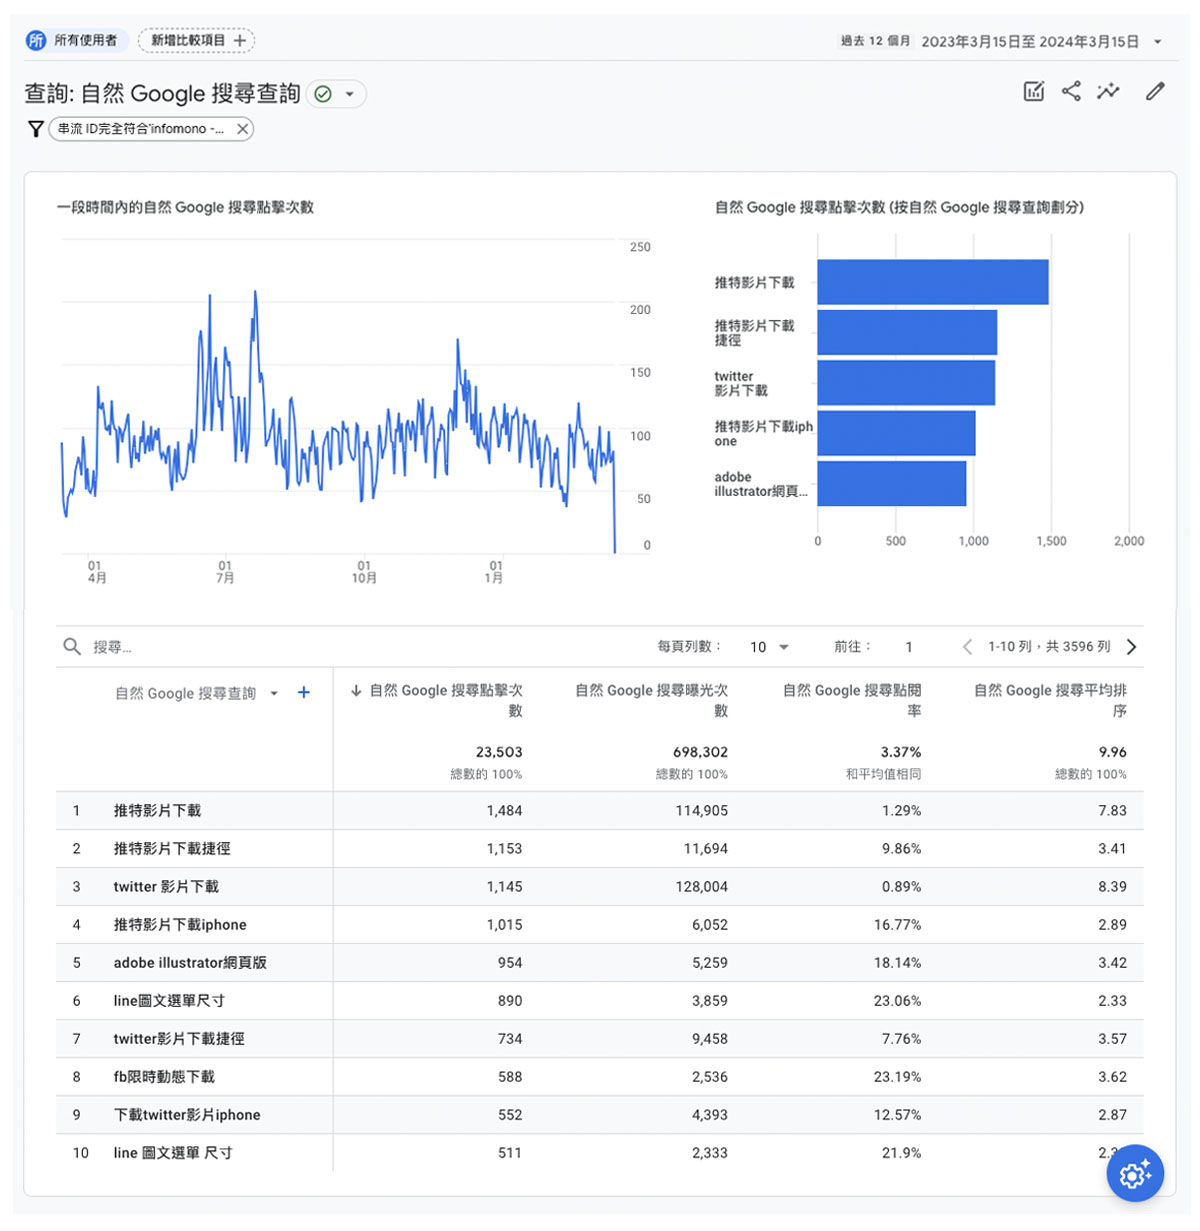 所 所有使用者 新增比較項目 過去 12 個月 2023年3月15日至 2024年3月15日
查詢: 自然 Google 搜尋查詢
串流 ID完全符合'infomono -...
一段時間內的自然 Google 搜尋點擊次數
250
200
150
100
50
0
01
4月
01
7月
01
10月
01
1月
自然 Google 搜尋點擊次數 (按自然 Google 搜尋查詢劃分)
推特影片下載
推特影片下載
捷徑
twitter
影片下載
推特影片下載iph
one
adobe
illustrator網頁...
0 500 1,000 1,500 2,000
搜尋... 每頁列數： 10 前往： 1 1-10 列，共 3596 列
自然 Google 搜尋查詢 + ↓ 自然 Google 搜尋點擊次 自然 Google 搜尋曝光次 自然 Google 搜尋點閱 自然 Google 搜尋平均排
數 數 率 序
23,503 698,302 3.37% 9.96
總數的 100% 總數的 100% 和平均值相同 總數的 100%
1 推特影片下載 1,484 114,905 1.29% 7.83
2 推特影片下載捷徑 1,153 11,694 9.86% 3.41
3 twitter 影片下載 1,145 128,004 0.89% 8.39
4 推特影片下載iphone 1,015 6,052 16.77% 2.89
5 adobe illustrator網頁版 954 5,259 18.14% 3.42
6 line圖文選單尺寸 890 3,859 23.06% 2.33
7 twitter影片下載捷徑 734 9,458 7.76% 3.57
8 fb限時動態下載 588 2,536 23.19% 3.62
9 下載twitter影片iphone 552 4,393 12.57% 2.87
10 line 圖文選單 尺寸 511 2,333 21.9%